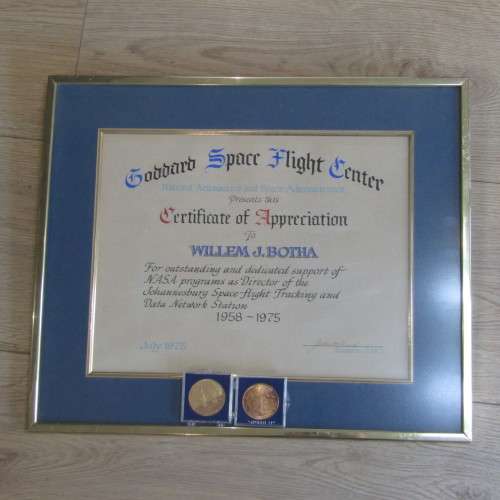 Goddard Space Flight Center
National Aeronautics and Space Administration
Presents this
Certificate of Appreciation
To
WILLEM J. BOTHA
For outstanding and dedicated support of
NASA programs as Director of the
Johannesburg Space Flight Tracking and
Data Network Station
1958 - 1975
July 1975